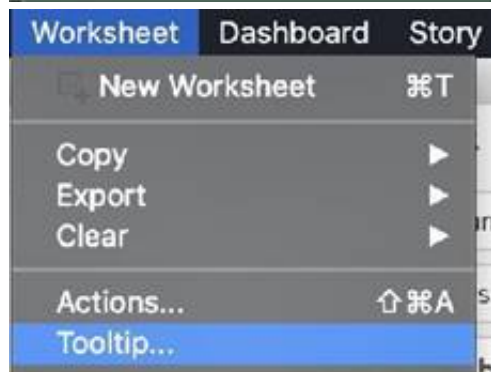 Worksheet Dashboard Story
New Worksheet ⌘T
Copy ▶
Export ▶
Clear ▶
Actions... ⇧⌘A
Tooltip...